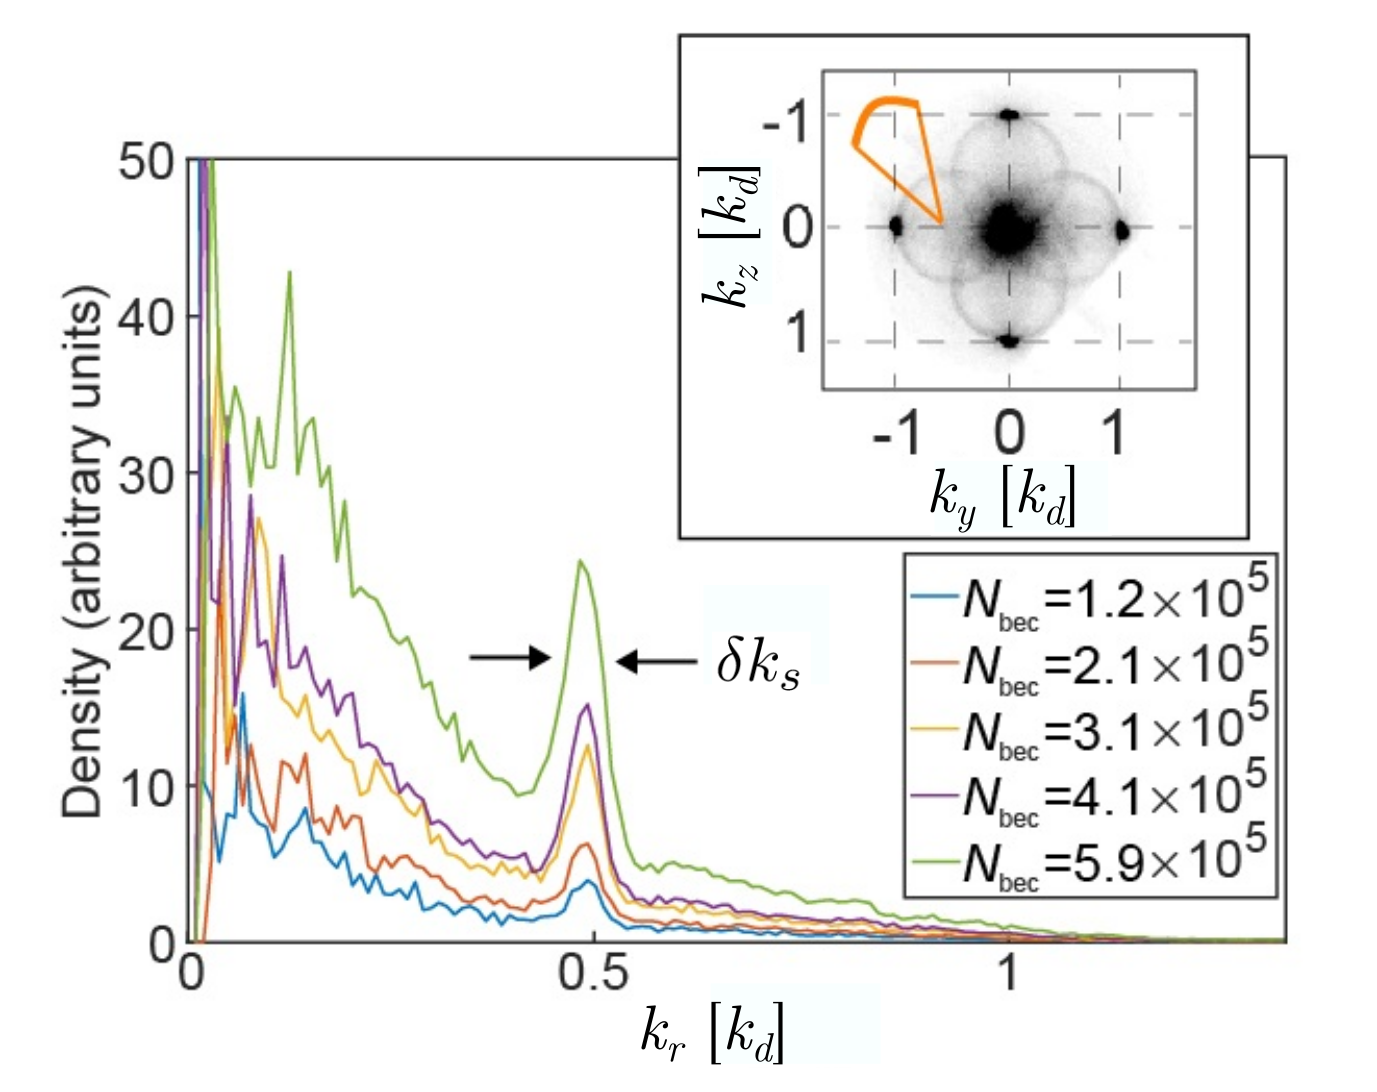 50
40
30
20
10
0
Density (arbitrary units)
0
0.5
1
k_r [k_d]
δk_s
-1
0
1
k_z [k_d]
-1
0
1
k_y [k_d]
N_bec=1.2×10^5
N_bec=2.1×10^5
N_bec=3.1×10^5
N_bec=4.1×10^5
N_bec=5.9×10^5